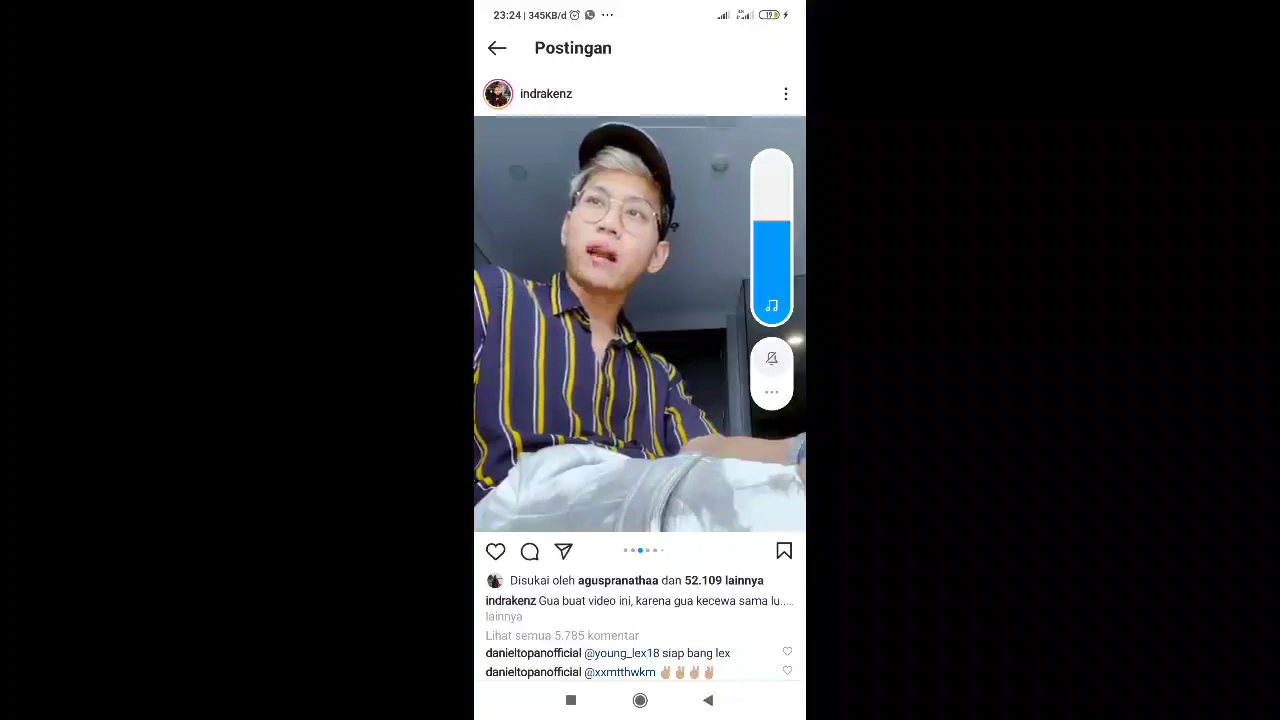 23:24 | 345KB/d ...
19
Postingan
indrakenz
Disukai oleh aguspranathaa dan 52.109 lainnya
indrakenz Gua buat video ini, karena gua kecewa sama lu.....
lainnya
Lihat semua 5.785 komentar
danieltopanofficial @young_lex18 siap bang lex
danieltopanofficial @xxmtthwkm ✌🏼✌🏼✌🏼✌🏼